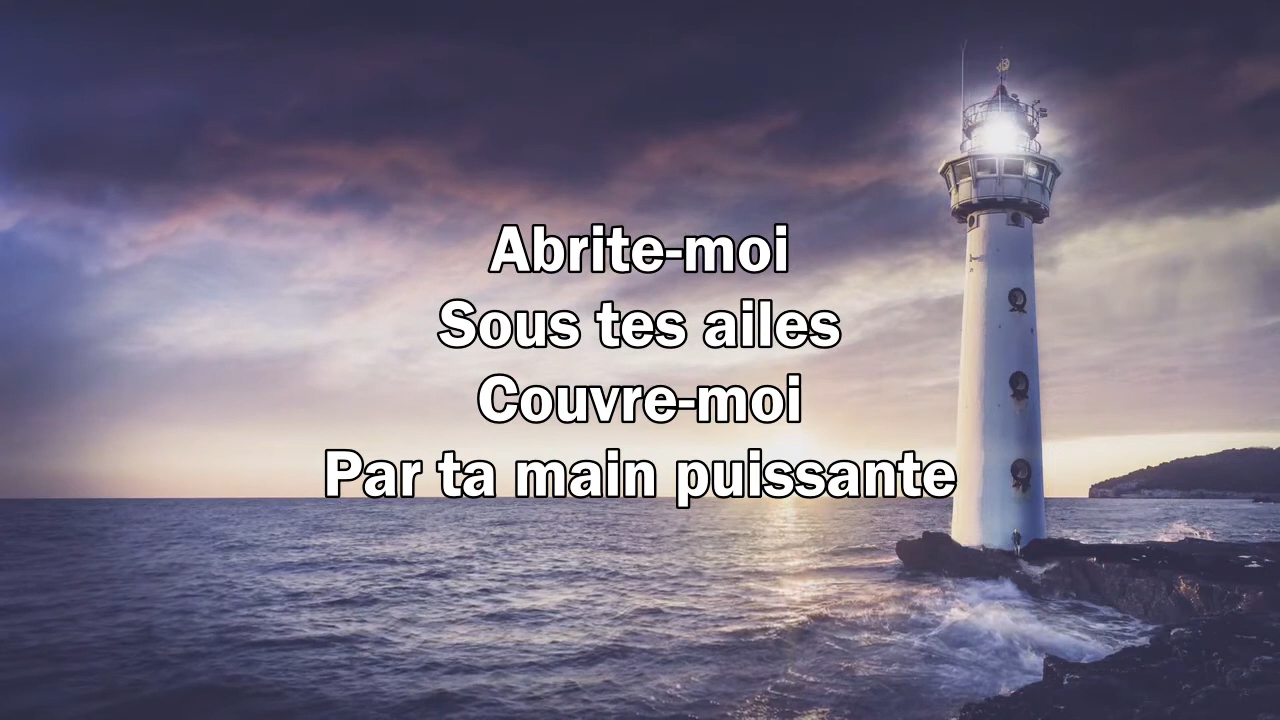 Abrite-moi
Sous tes ailes
Couvre-moi
Par ta main puissante